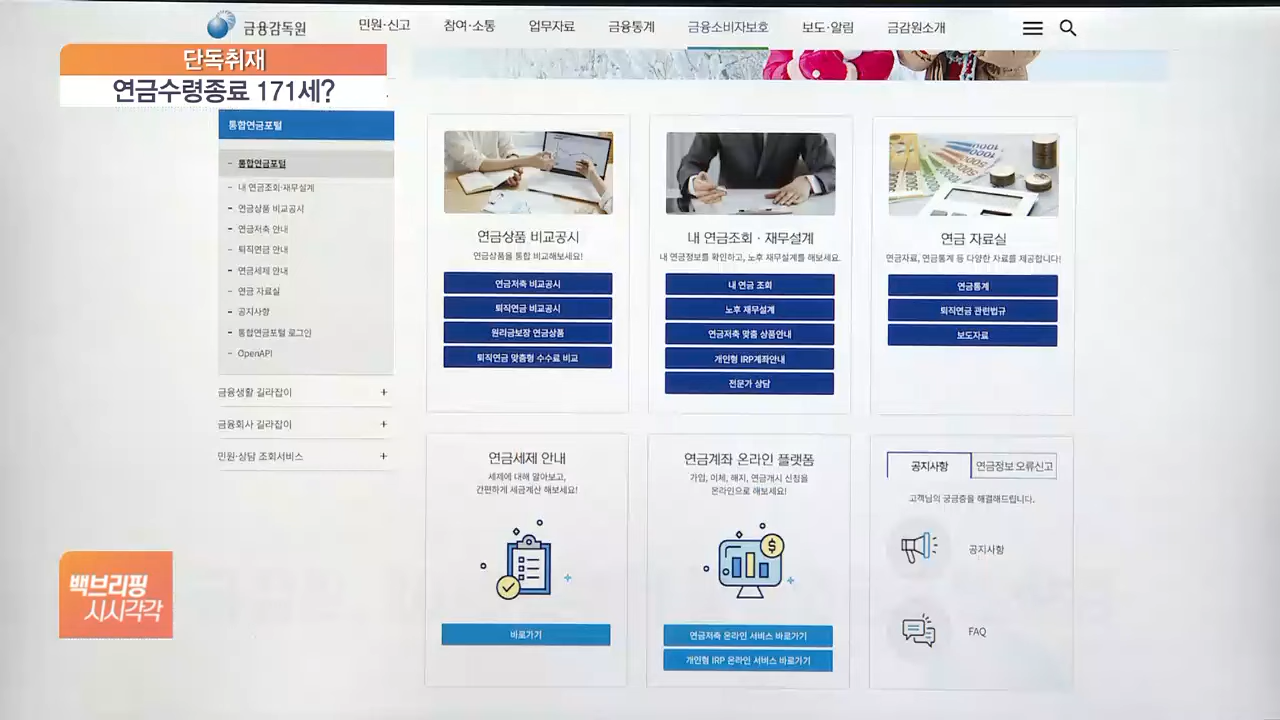 금융감독원
민원·신고
참여·소통
업무자료
금융통계
금융소비자보호
보도·알림
금감원소개
단독취재
연금수령종료 171세?
통합연금포털
- 통합연금포털
- 내 연금조회·재무설계
- 연금상품 비교공시
- 연금저축 안내
- 퇴직연금 안내
- 연금세제 안내
- 연금 자료실
- 공지사항
- 통합연금포털 로그인
- OpenAPI
금융생활 길라잡이 +
금융회사 길라잡이 +
민원·상담 조회서비스 +
연금상품 비교공시
연금상품을 통합 비교해보세요!
연금저축 비교공시
퇴직연금 비교공시
원리금보장 연금상품
퇴직연금 맞춤형 수수료 비교
내 연금조회 · 재무설계
내 연금정보를 확인하고, 노후 재무설계를 해보세요.
내 연금 조회
노후 재무설계
연금저축 맞춤 상품안내
개인형 IRP계좌안내
전문가 상담
연금 자료실
연금자료, 연금통계 등 다양한 자료를 제공합니다!
연금통계
퇴직연금 관련법규
보도자료
연금세제 안내
세제에 대해 알아보고,
간편하게 세금계산 해보세요!
바로가기
연금계좌 온라인 플랫폼
가입, 이체, 해지, 연금개시 신청을
온라인으로 해보세요!
연금저축 온라인 서비스 바로가기
개인형 IRP 온라인 서비스 바로가기
공지사항
연금정보 오류신고
고객님의 궁금증을 해결해드립니다.
공지사항
FAQ
백브리핑
시시각각